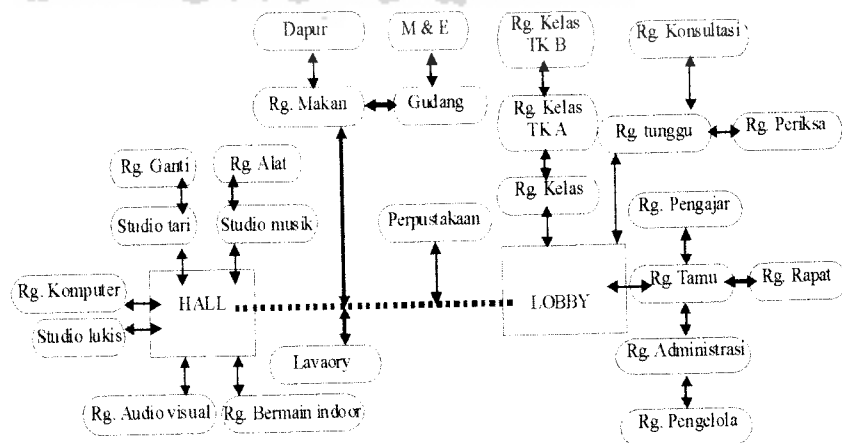 Dapur
M & E
Rg. Kelas
TK B
Rg. Konsultasi
Rg. Makan
Gudang
Rg. Kelas
TK A
Rg. tunggu
Rg. Periksa
Rg. Ganti
Rg. Alat
Rg. Kelas
Studio tari
Studio musik
Perpustakaan
Rg. Pengajar
Rg. Komputer
HALL
LOBBY
Rg. Tamu
Rg. Rapat
Studio lukis
Lavaory
Rg. Administrasi
Rg. Audio visual
Rg. Bermain indoor
Rg. Pengelola